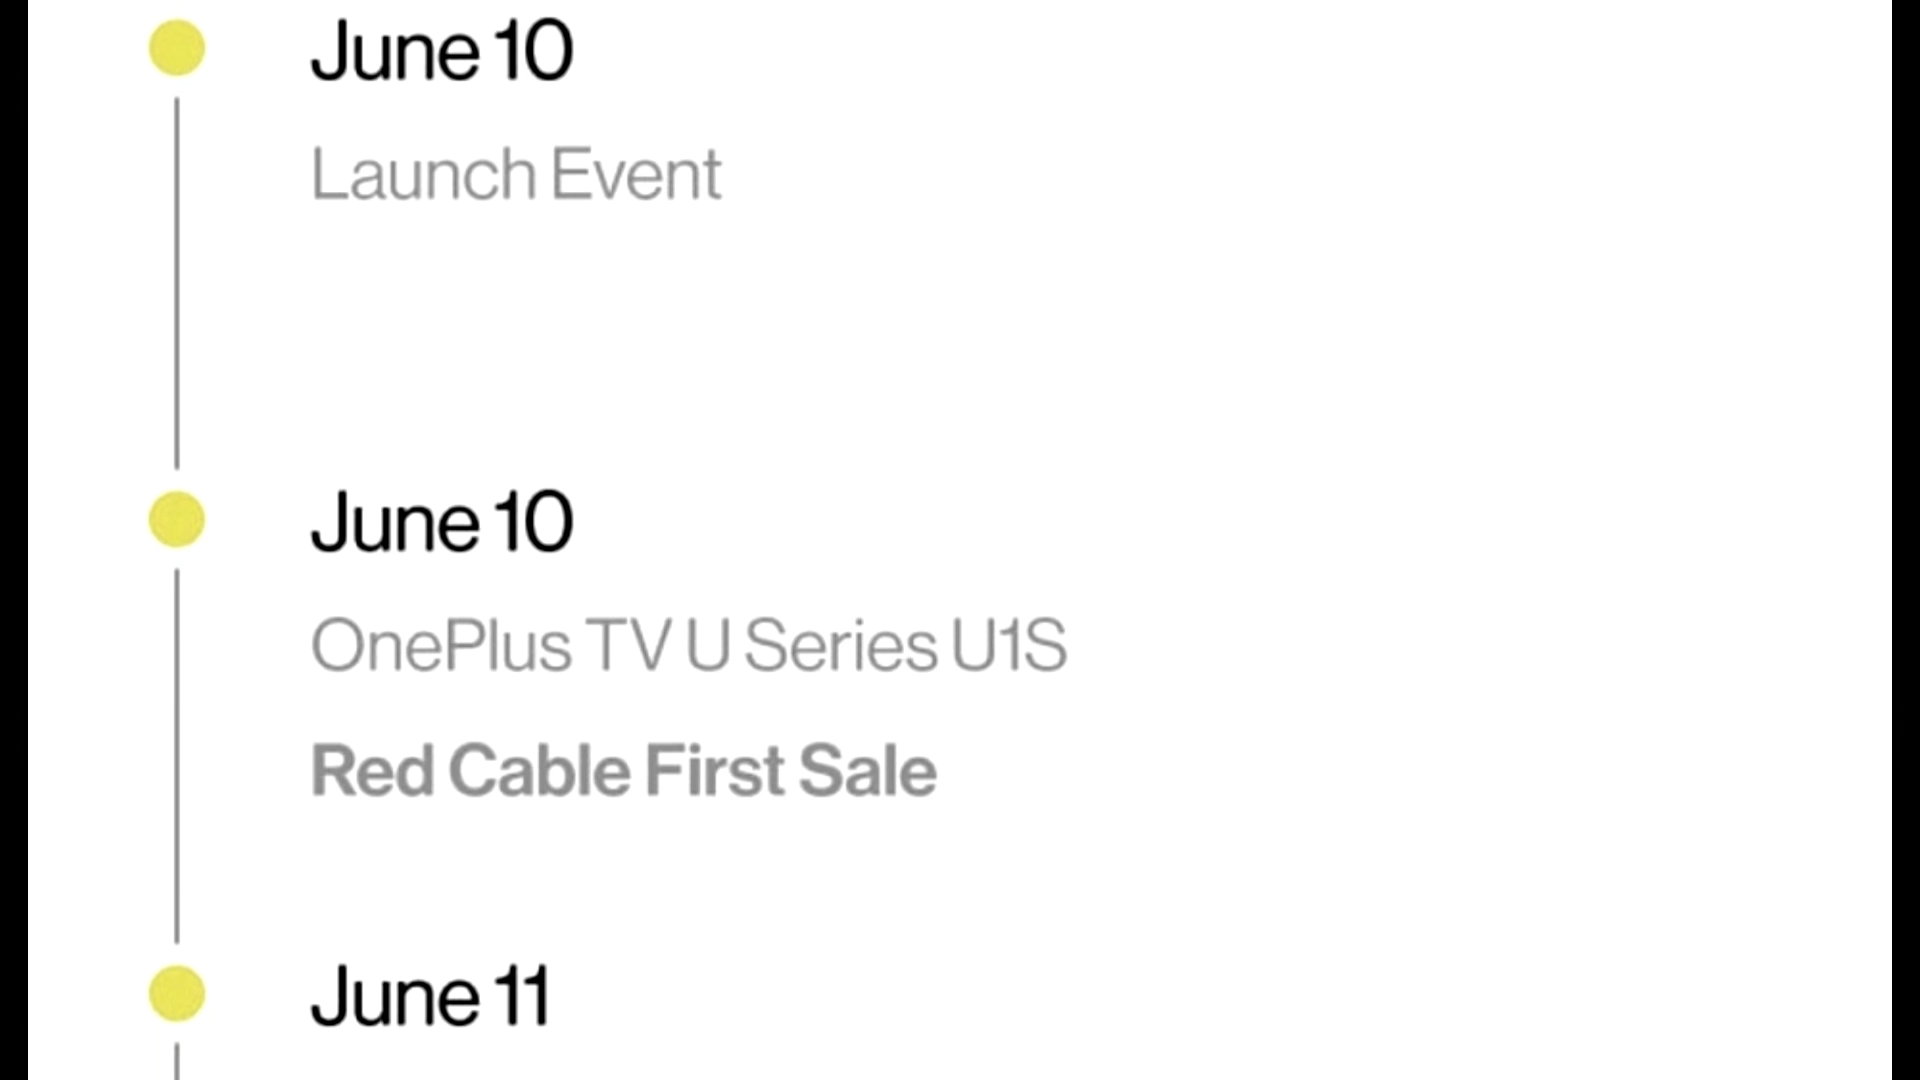 June 10
Launch Event
June 10
OnePlus TV U Series U1S
Red Cable First Sale
June 11